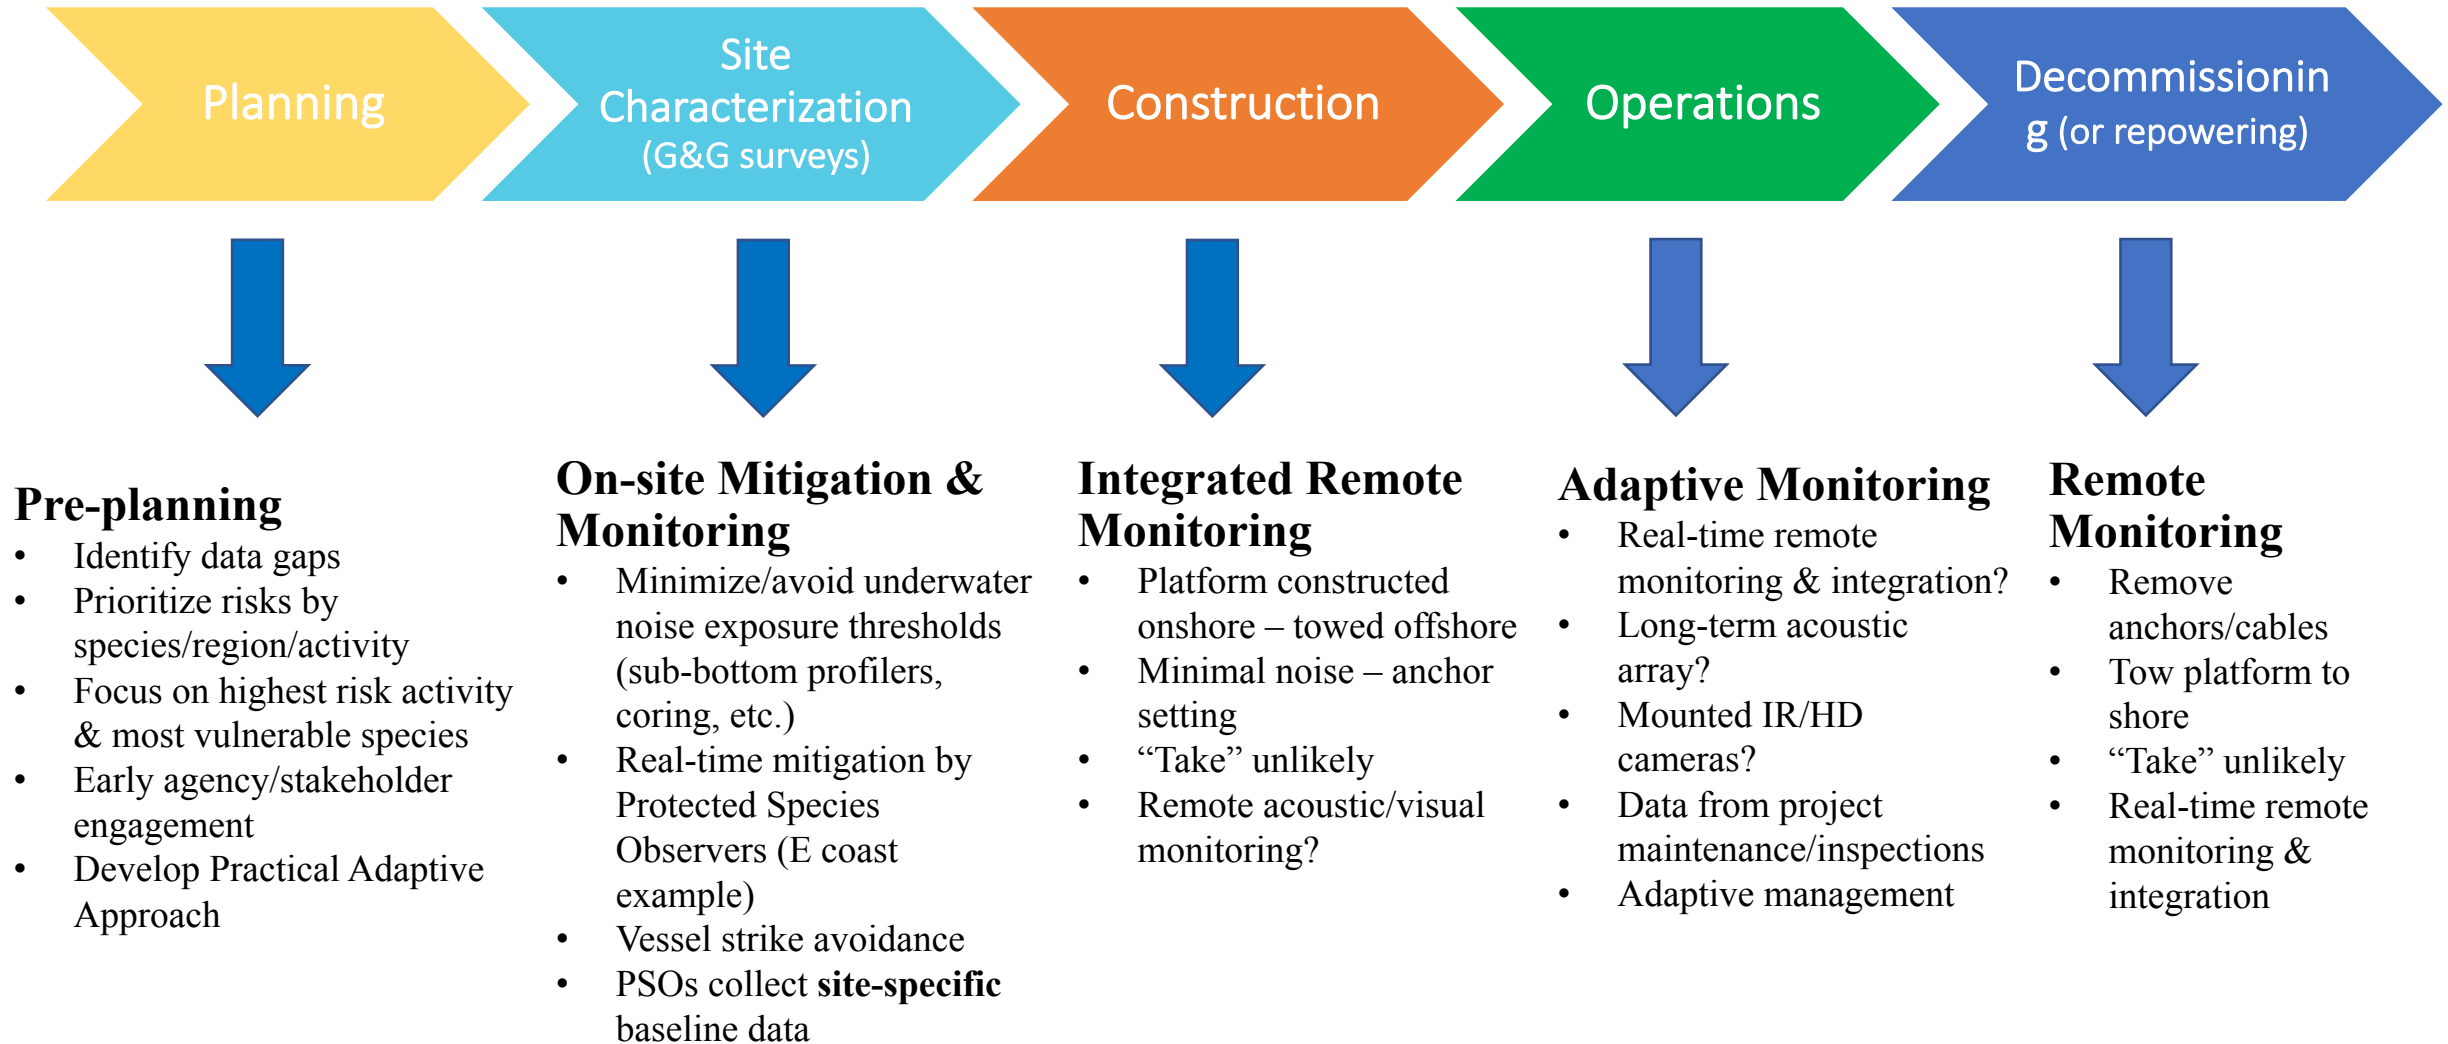 Planning
Site
Characterization
(G&G surveys)
Construction
Operations
Decommissionin
g (or repowering)
Pre-planning
• Identify data gaps
• Prioritize risks by
species/region/activity
• Focus on highest risk activity
& most vulnerable species
• Early agency/stakeholder
engagement
• Develop Practical Adaptive
Approach
On-site Mitigation &
Monitoring
• Minimize/avoid underwater
noise exposure thresholds
(sub-bottom profilers,
coring, etc.)
• Real-time mitigation by
Protected Species
Observers (E coast
example)
• Vessel strike avoidance
• PSOs collect site-specific
baseline data
Integrated Remote
Monitoring
• Platform constructed
onshore – towed offshore
• Minimal noise – anchor
setting
• “Take” unlikely
• Remote acoustic/visual
monitoring?
Adaptive Monitoring
• Real-time remote
monitoring & integration?
• Long-term acoustic
array?
• Mounted IR/HD
cameras?
• Data from project
maintenance/inspections
• Adaptive management
Remote
Monitoring
• Remove
anchors/cables
• Tow platform to
shore
• “Take” unlikely
• Real-time remote
monitoring &
integration